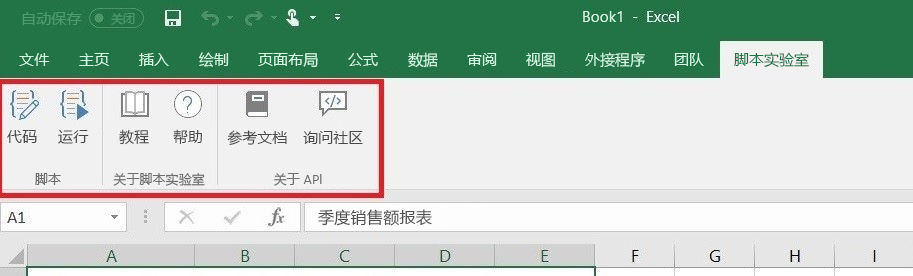 自动保存 关闭 Book1 - Excel
文件 主页 插入 绘制 页面布局 公式 数据 审阅 视图 外接程序 团队 脚本实验室
代码 运行 教程 帮助 参考文档 询问社区
脚本 关于脚本实验室 关于 API
A1 fx 季度销售额报表
A B C D E F G H I